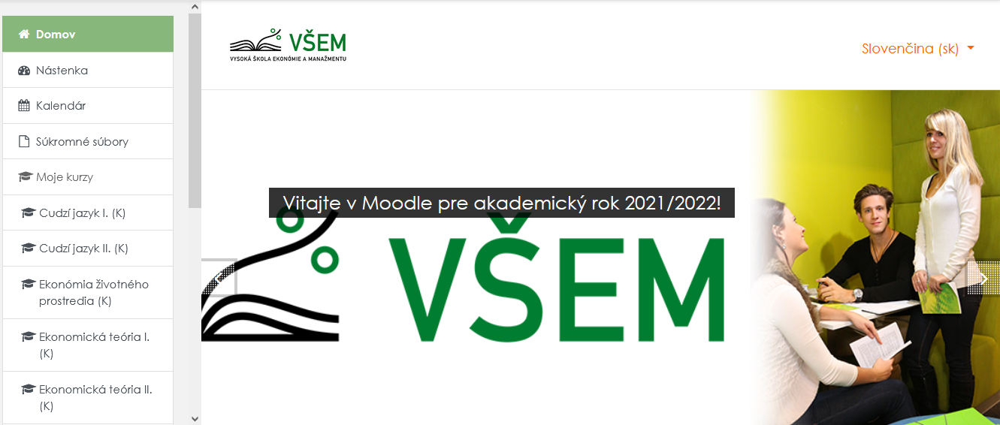 Domov
Nástenka
Kalendár
Súkromné súbory
Moje kurzy
Cudzí jazyk I. (K)
Cudzí jazyk II. (K)
Ekonómia životného
prostredia (K)
Ekonomická teória I.
(K)
Ekonomická teória II.
(K)
VŠEM
VYSOKÁ ŠKOLA EKONÓMIE A MANAŽMENTU
Slovenčina (sk)
Vitajte v Moodle pre akademický rok 2021/2022!
VŠEM